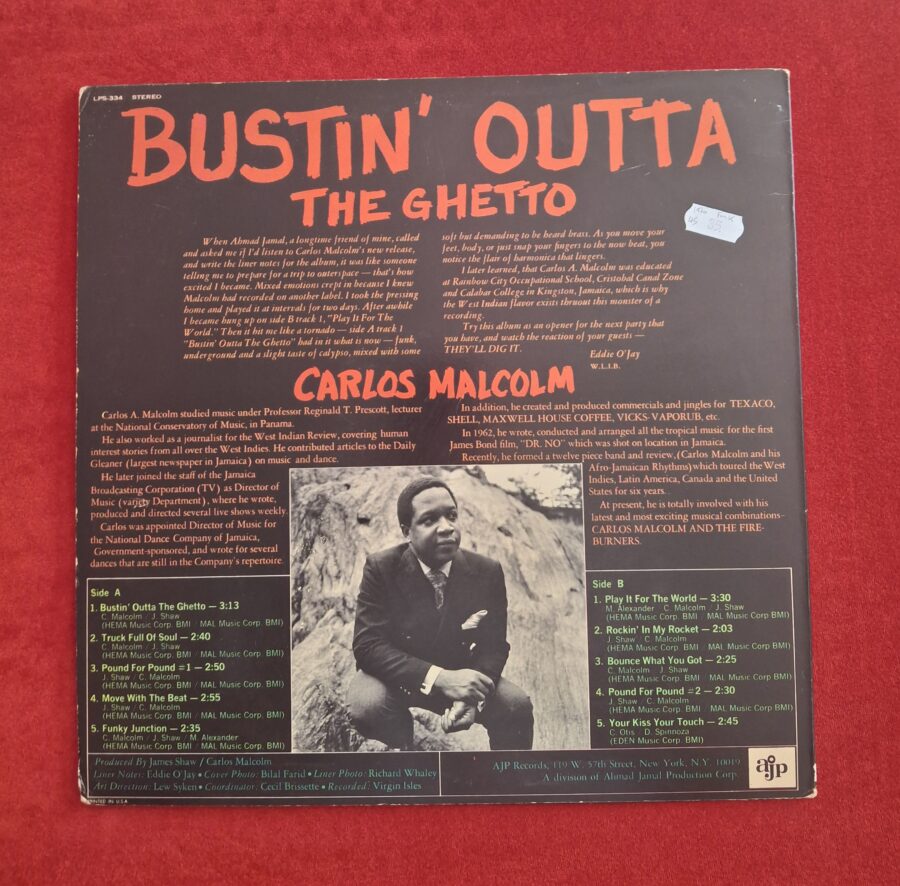 LPS-334 STEREO
BUSTIN' OUTTA
THE GHETTO
When Ahmad Jamal, a longtime friend of mine, called
and asked me if I'd listen to Carlos Malcolm's new release,
and write the liner notes for the album, it was like someone
telling me to prepare for a trip to outerspace — that's how
excited I became. Mixed emotions crept in because I knew
Malcolm had recorded on another label. I took the pressing
home and played it at intervals for two days. After awhile
I became hung up on side B track 1, "Play It For The
World." Then it hit me like a tornado — side A track 1
"Bustin' Outta The Ghetto" had in it what is now — funk,
underground and a slight taste of calypso, mixed with some
soft but demanding to be heard brass. As you move your
feet, body, or just snap your fingers to the now beat, you
notice the flair of harmonica that lingers.
I later learned, that Carlos A. Malcolm was educated
at Rainbow City Occupational School, Cristobal Canal Zone
and Calabar College in Kingston, Jamaica, which is why
the West Indian flavor exists thruout this monster of a
recording.
Try this album as an opener for the next party that
you have, and watch the reaction of your guests —
THEY'LL DIG IT.
Eddie O'Jay
W.L.I.B.
CARLOS MALCOLM
Carlos A. Malcolm studied music under Professor Reginald T. Prescott, lecturer
at the National Conservatory of Music, in Panama.
He also worked as a journalist for the West Indian Review, covering human
interest stories from all over the West Indies. He contributed articles to the Daily
Gleaner (largest newspaper in Jamaica) on music and dance.
He later joined the staff of the Jamaica
Broadcasting Corporation (TV) as Director of
Music (variety Department), where he wrote,
produced and directed several live shows weekly.
Carlos was appointed Director of Music for
the National Dance Company of Jamaica,
Government-sponsored, and wrote for several
dances that are still in the Company's repertoire.
In addition, he created and produced commercials and jingles for TEXACO,
SHELL, MAXWELL HOUSE COFFEE, VICKS-VAPORUB, etc.
In 1962, he wrote, conducted and arranged all the tropical music for the first
James Bond film, "DR. NO" which was shot on location in Jamaica.
Recently, he formed a twelve piece band and review, (Carlos Malcolm and his
Afro-Jamaican Rhythms) which toured the West
Indies, Latin America, Canada and the United
States for six years.
At present, he is totally involved with his
latest and most exciting musical combinations–
CARLOS MALCOLM AND THE FIRE-
BURNERS.
Side A
1. Bustin' Outta The Ghetto — 3:13
C. Malcolm / J. Shaw
(HEMA Music Corp. BMI / MAL Music Corp. BMI)
2. Truck Full Of Soul — 2:40
C. Malcolm / J. Shaw
(HEMA Music Corp. BMI / MAL Music Corp. BMI)
3. Pound For Pound #1 — 2:50
J. Shaw / C. Malcolm
(HEMA Music Corp. BMI / MAL Music Corp. BMI)
4. Move With The Beat — 2:55
J. Shaw / C. Malcolm
(HEMA Music Corp. BMI / MAL Music Corp. BMI)
5. Funky Junction — 2:35
C. Malcolm / J. Shaw / M. Alexander
(HEMA Music Corp. BMI / MAL Music Corp. BMI)
Side B
1. Play It For The World — 3:30
M. Alexander C. Malcolm J. Shaw
(HEMA Music Corp. BMI / MAL Music Corp. BMI)
2. Rockin' In My Rocket — 2:03
J. Shaw / C. Malcolm
(HEMA Music Corp. BMI / MAL Music Corp. BMI)
3. Bounce What You Got — 2:25
C. Malcolm J. Shaw
(HEMA Music Corp. BMI / MAL Music Corp. BMI)
4. Pound For Pound #2 — 2:30
J. Shaw / C. Malcolm
(HEMA Music Corp. BMI / MAL Music Corp. BMI)
5. Your Kiss Your Touch — 2:45
C. Otis / D. Spinnoza
(EDEN Music Corp. BMI)
Produced By James Shaw / Carlos Malcolm
Liner Notes: Eddie O'Jay • Cover Photo: Bilal Farid • Liner Photo: Richard Whaley
Art Direction: Lew Syken • Coordinator: Cecil Brissette • Recorded: Virgin Isles
AJP Records, 119 W. 57th Street, New York, N.Y. 10019
A division of Ahmad Jamal Production Corp.
ajp
PRINTED IN U.S.A.